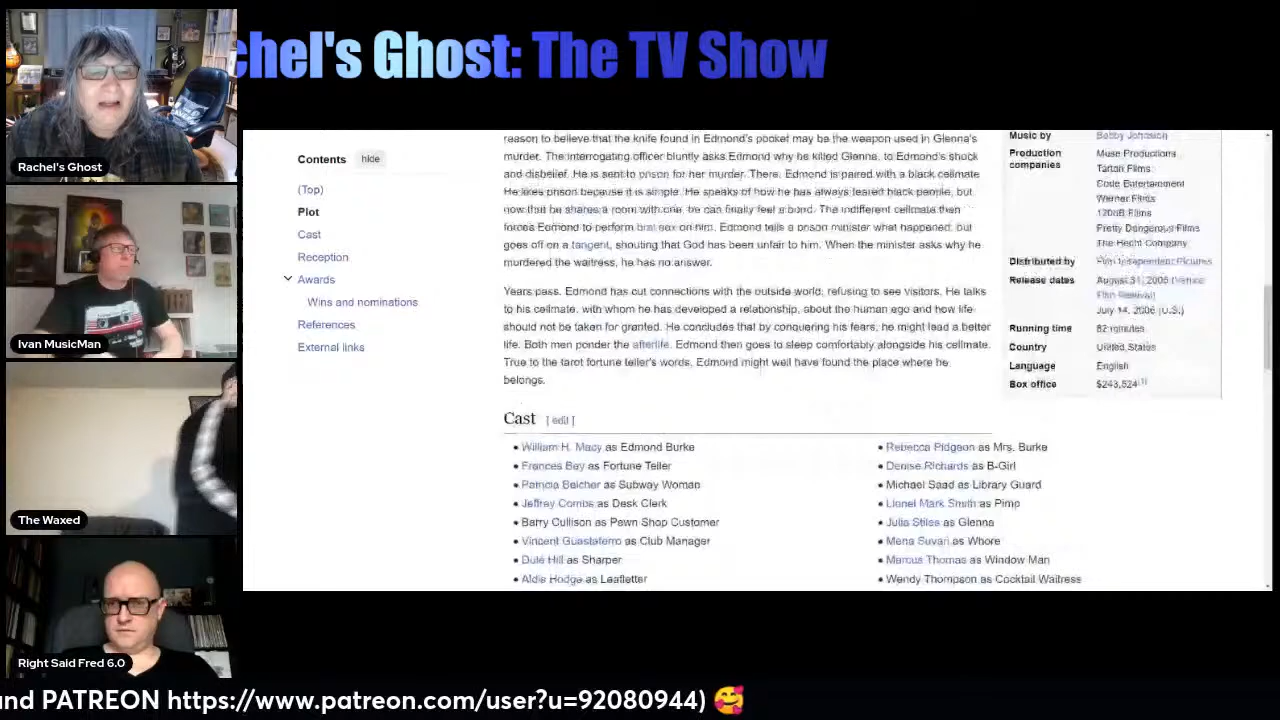 chel's Ghost: The TV Show
Rachel's Ghost
Ivan MusicMan
The Waxed
Right Said Fred 6.0
Contents hide
(Top)
Plot
Cast
Reception
Awards
Wins and nominations
References
External links
reason to believe that the knife found in Edmond's pocket may be the weapon used in Glenna's
murder. The interrogating officer bluntly asks Edmond why he killed Glenna, to Edmond's shock
and disbelief. He is sent to prison for her murder. There, Edmond is paired with a black cellmate.
He likes prison because it is simple. He speaks of how he has always feared black people, but
now that he shares a room with one, he can finally feel a bond. The indifferent cellmate then
forces Edmond to perform oral sex on him. Edmond tells a prison minister what happened, but
goes off on a tangent, shouting that God has been unfair to him. When the minister asks why he
murdered the waitress, he has no answer.
Years pass. Edmond has cut connections with the outside world, refusing to see visitors. He talks
to his cellmate, with whom he has developed a relationship, about the human ego and how life
should not be taken for granted. He concludes that by conquering his fears, he might lead a better
life. Both men ponder the afterlife. Edmond then goes to sleep comfortably alongside his cellmate.
True to the tarot fortune teller's words, Edmond might well have found the place where he
belongs.
Music by Bobby Johnston
Production companies
Muse Productions
Tartan Films
Code Entertainment
Werner Films
120dB Films
Pretty Dangerous Films
The Hecht Company
Distributed by First Independent Pictures
Release dates August 31, 2005 (Venice
Film Festival)
July 14, 2006 (U.S.)
Running time 82 minutes
Country United States
Language English
Box office $243,524[1]
Cast [ edit ]
William H. Macy as Edmond Burke
Frances Bay as Fortune Teller
Patricia Belcher as Subway Woman
Jeffrey Combs as Desk Clerk
Barry Cullison as Pawn Shop Customer
Vincent Guastaferro as Club Manager
Dulé Hill as Sharper
Aldis Hodge as Leafletter
Rebecca Pidgeon as Mrs. Burke
Denise Richards as B-Girl
Michael Saad as Library Guard
Lionel Mark Smith as Pimp
Julia Stiles as Glenna
Mena Suvari as Whore
Marcus Thomas as Window Man
Wendy Thompson as Cocktail Waitress
nd PATREON https://www.patreon.com/user?u=92080944) 🥰